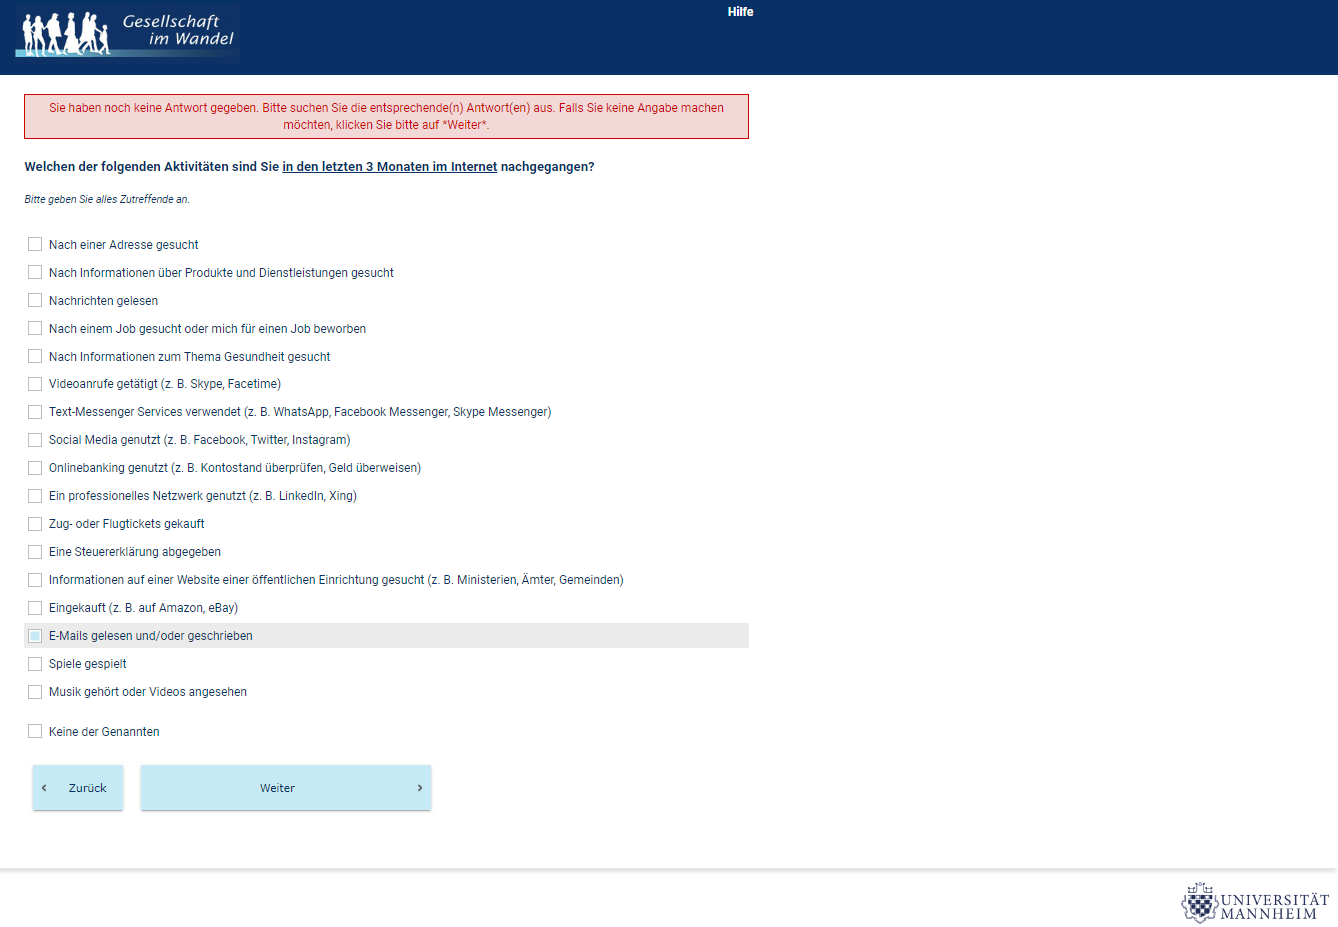 Gesellschaft
im Wandel
Hilfe
Sie haben noch keine Antwort gegeben. Bitte suchen Sie die entsprechende(n) Antwort(en) aus. Falls Sie keine Angabe machen
möchten, klicken Sie bitte auf *Weiter*.
Welchen der folgenden Aktivitäten sind Sie in den letzten 3 Monaten im Internet nachgegangen?
Bitte geben Sie alles Zutreffende an.
Nach einer Adresse gesucht
Nach Informationen über Produkte und Dienstleistungen gesucht
Nachrichten gelesen
Nach einem Job gesucht oder mich für einen Job beworben
Nach Informationen zum Thema Gesundheit gesucht
Videoanrufe getätigt (z. B. Skype, Facetime)
Text-Messenger Services verwendet (z. B. WhatsApp, Facebook Messenger, Skype Messenger)
Social Media genutzt (z. B. Facebook, Twitter, Instagram)
Onlinebanking genutzt (z. B. Kontostand überprüfen, Geld überweisen)
Ein professionelles Netzwerk genutzt (z. B. LinkedIn, Xing)
Zug- oder Flugtickets gekauft
Eine Steuererklärung abgegeben
Informationen auf einer Website einer öffentlichen Einrichtung gesucht (z. B. Ministerien, Ämter, Gemeinden)
Eingekauft (z. B. auf Amazon, eBay)
E-Mails gelesen und/oder geschrieben
Spiele gespielt
Musik gehört oder Videos angesehen
Keine der Genannten
Zurück
Weiter
UNIVERSITÄT
MANNHEIM